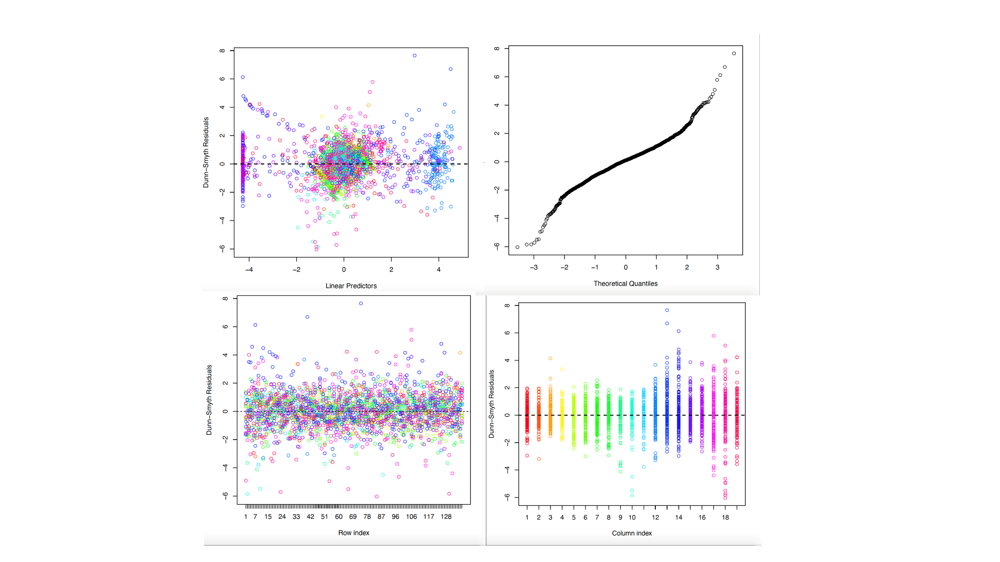 Dunn−Smyth Residuals
8
6
4
2
0
−2
−4
−6
−4 −2 0 2 4
Linear Predictors
8
6
4
2
0
−2
−4
−6
−3 −2 −1 0 1 2 3
Theoretical Quantiles
Dunn−Smyth Residuals
8
6
4
2
0
−2
−4
−6
1 7 15 24 33 42 51 60 69 78 87 96 106 117 128
Row index
Dunn−Smyth Residuals
8
6
4
2
0
−2
−4
−6
1 2 3 4 5 6 7 8 9 10 12 14 16 18
Column index